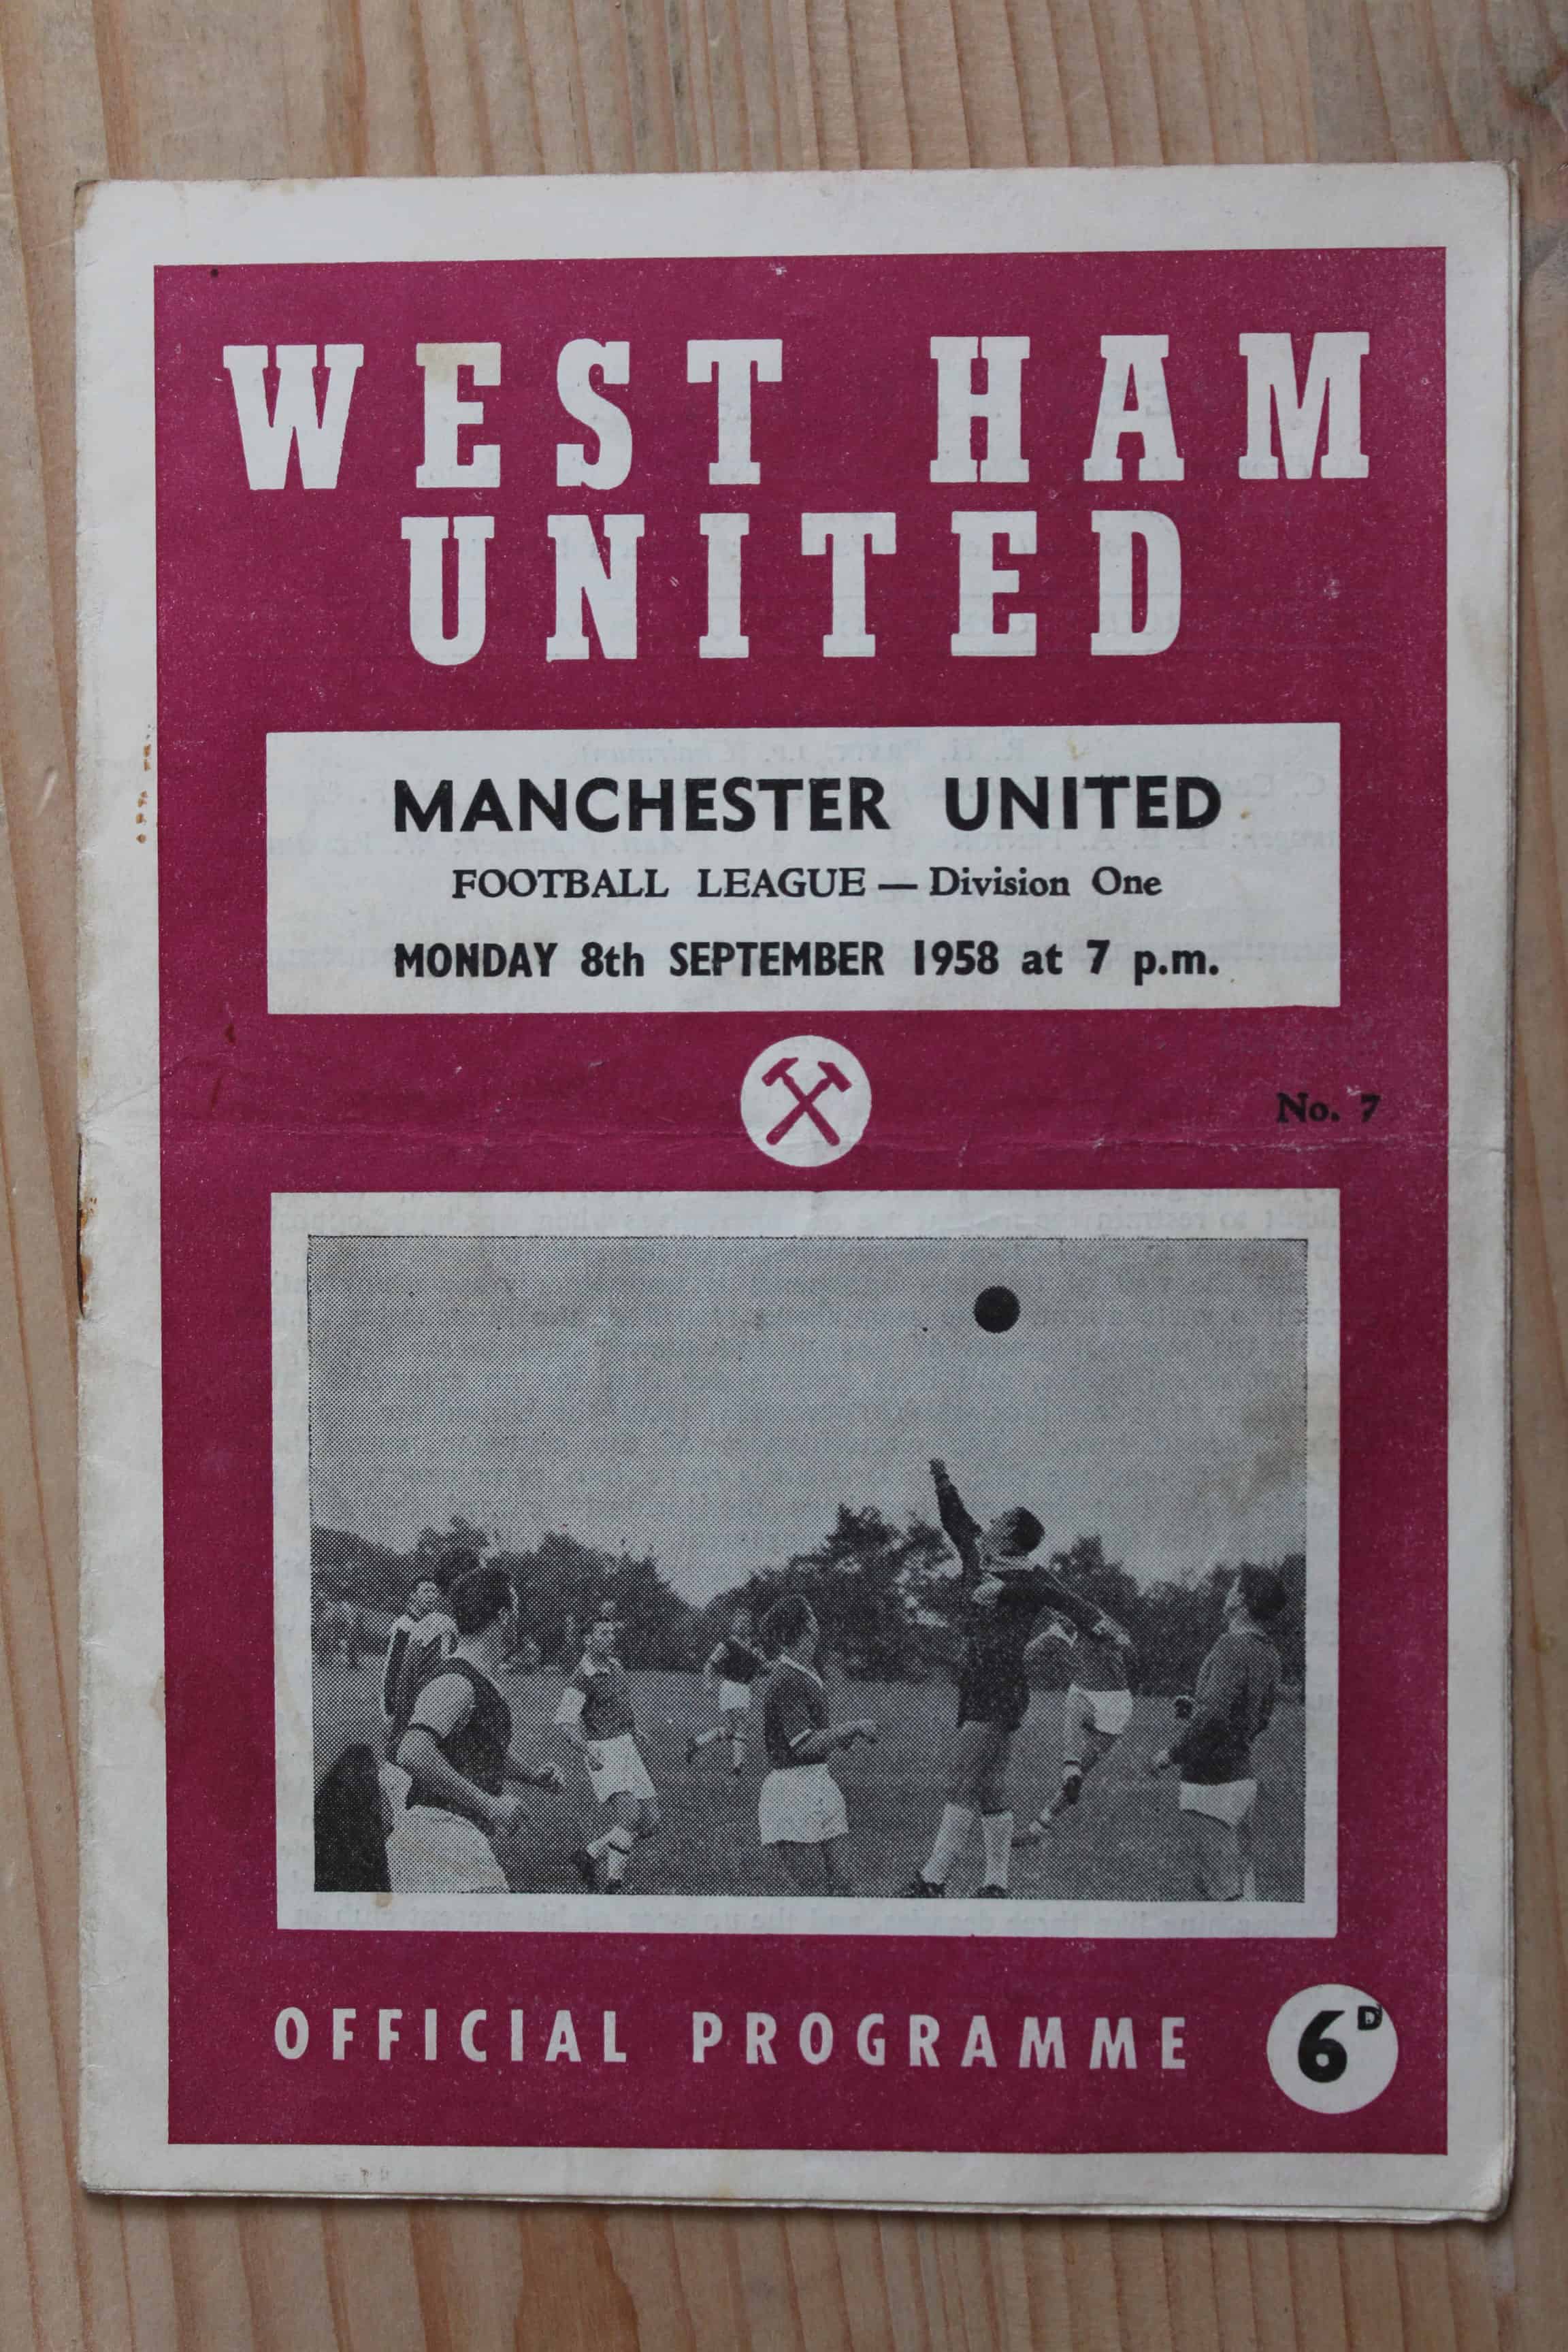 WEST HAM
UNITED
MANCHESTER UNITED
FOOTBALL LEAGUE — Division One
MONDAY 8th SEPTEMBER 1958 at 7 p.m.
No. 7
OFFICIAL PROGRAMME 6D